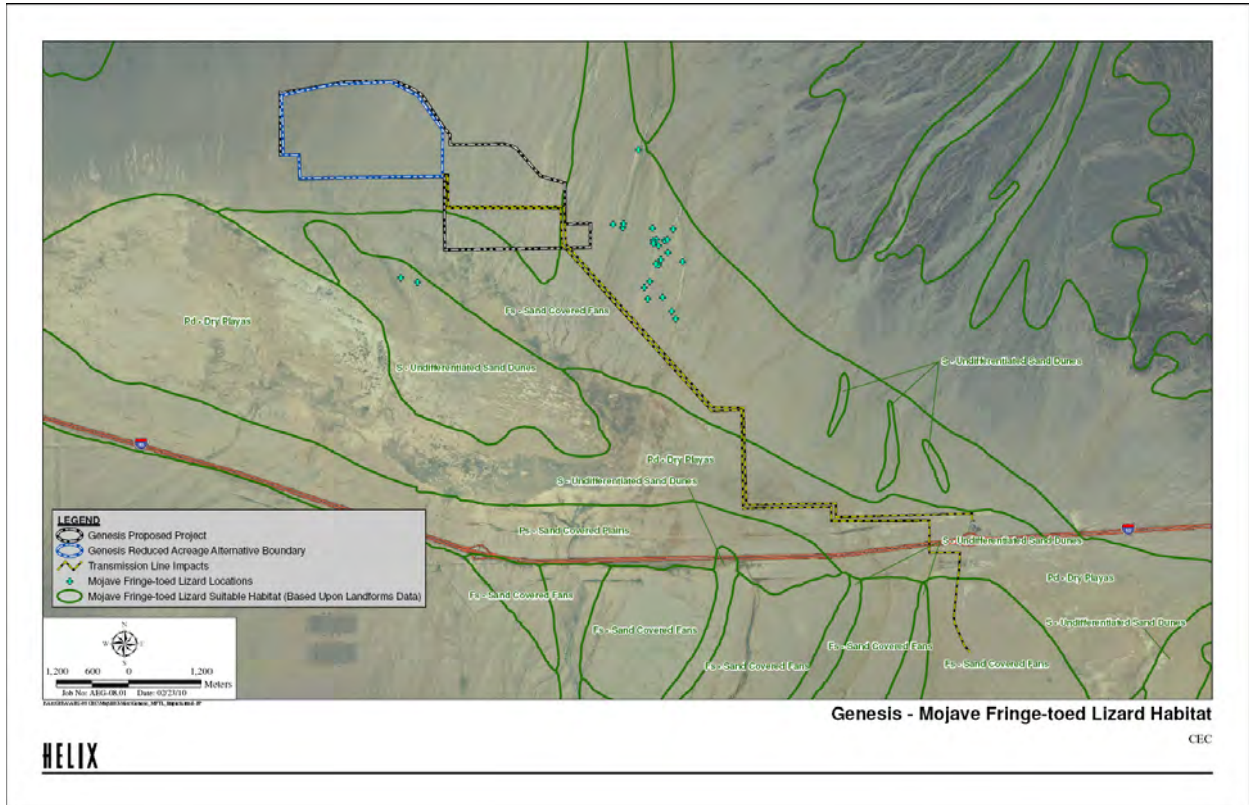 Rd - Dry Playas
Fs - Sand Covered Fans
S - Undifferentiated Sand Dunes
S - Undifferentiated Sand Dunes
Rd - Dry Playas
S - Undifferentiated Sand Dunes
Ps - Sand Covered Plains
S - Undifferentiated Sand Dunes
Rd - Dry Playas
Fs - Sand Covered Fans
Fs - Sand Covered Fans
Fs - Sand Covered Fans
Fs - Sand Covered Fans
Fs - Sand Covered Fans
S - Undifferentiated Sand Dunes
LEGEND
Genesis Proposed Project
Genesis Reduced Acreage Alternative Boundary
Transmission Line Impacts
Mojave Fringe-toed Lizard Locations
Mojave Fringe-toed Lizard Suitable Habitat (Based Upon Landforms Data)
N
W E
S
1,200 600 0 1,200
Meters
Job No: AEG-08.01 Date: 02/23/10
Genesis - Mojave Fringe-toed Lizard Habitat
CEC
HELIX